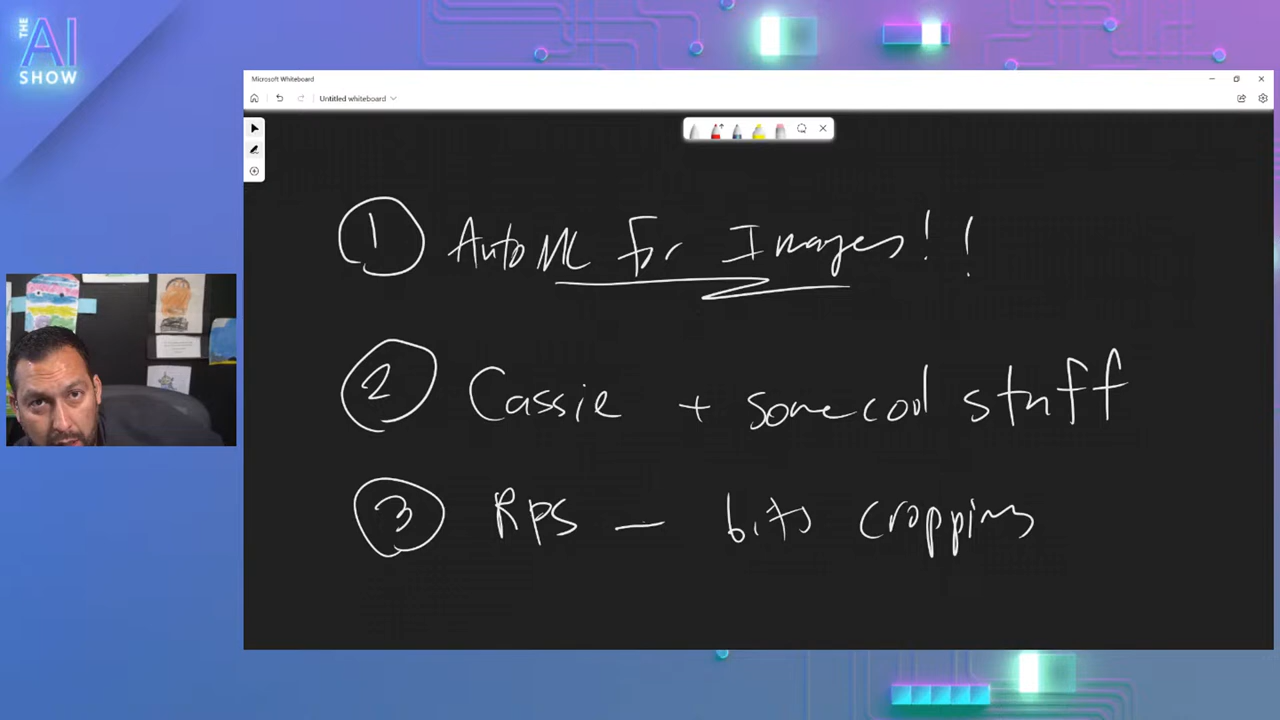 THE
AI
SHOW
Microsoft Whiteboard
Untitled whiteboard
1 AutoML for Images!!
2 Cassie + some cool stuff
3 Rps — bits cropping